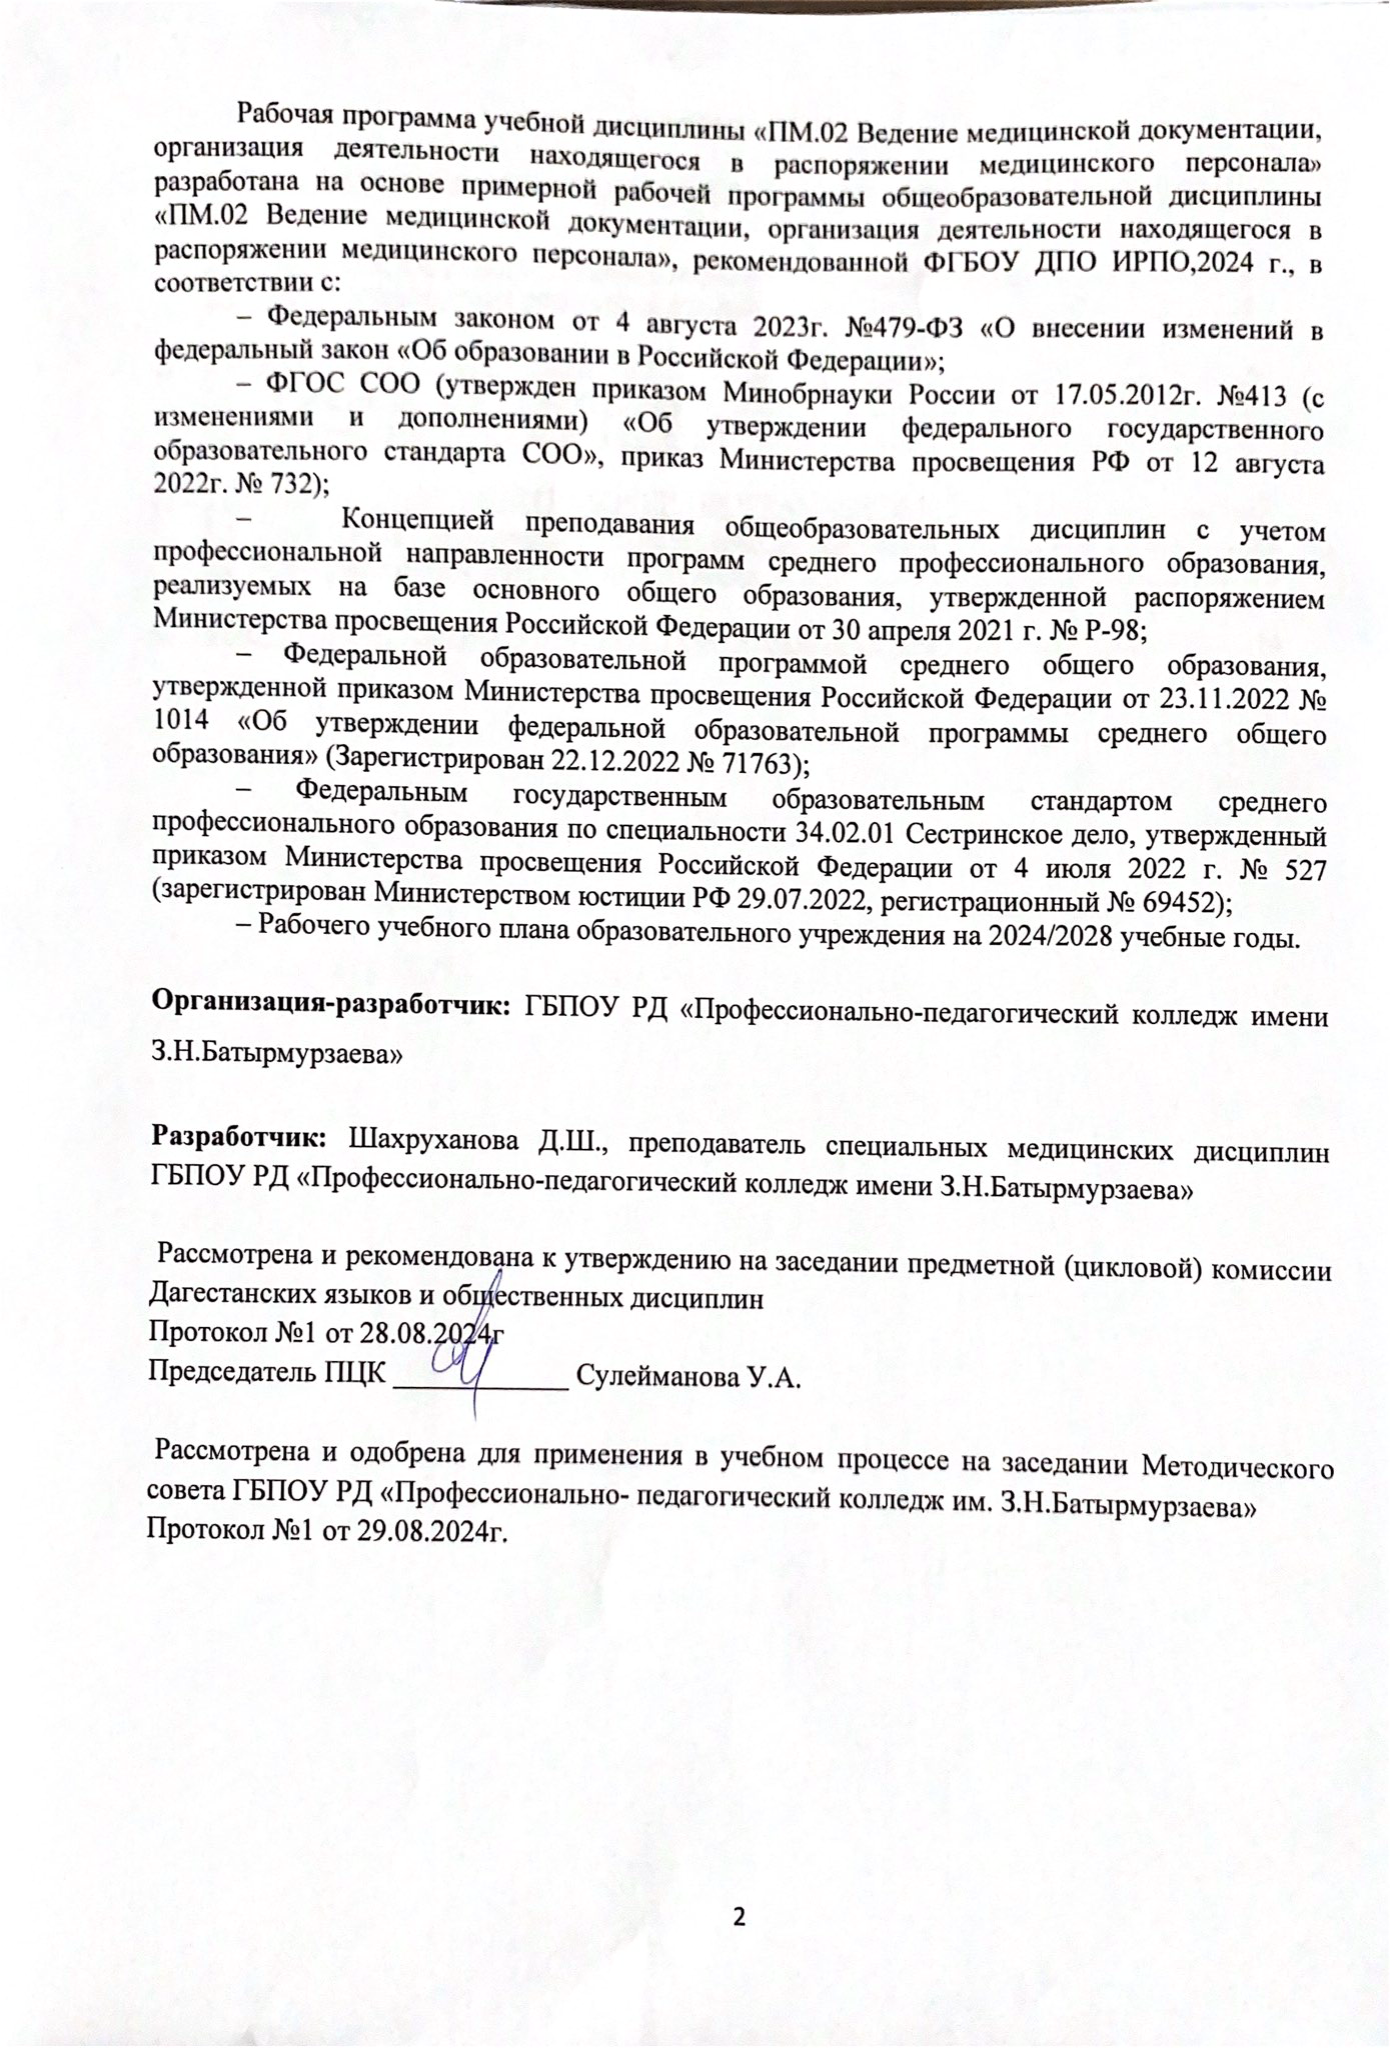 Рабочая программа учебной дисциплины «ПМ.02 Ведение медицинской документации,
организация деятельности находящегося в распоряжении медицинского персонала»
разработана на основе примерной рабочей программы общеобразовательной дисциплины
«ПМ.02 Ведение медицинской документации, организация деятельности находящегося в
распоряжении медицинского персонала», рекомендованной ФГБОУ ДПО ИРПО,2024 г., в
соответствии с:
– Федеральным законом от 4 августа 2023г. №479-ФЗ «О внесении изменений в
федеральный закон «Об образовании в Российской Федерации»;
– ФГОС СОО (утвержден приказом Минобрнауки России от 17.05.2012г. №413 (с
изменениями и дополнениями) «Об утверждении федерального государственного
образовательного стандарта СОО», приказ Министерства просвещения РФ от 12 августа
2022г. № 732);
– Концепцией преподавания общеобразовательных дисциплин с учетом
профессиональной направленности программ среднего профессионального образования,
реализуемых на базе основного общего образования, утвержденной распоряжением
Министерства просвещения Российской Федерации от 30 апреля 2021 г. № Р-98;
– Федеральной образовательной программой среднего общего образования,
утвержденной приказом Министерства просвещения Российской Федерации от 23.11.2022 №
1014 «Об утверждении федеральной образовательной программы среднего общего
образования» (Зарегистрирован 22.12.2022 № 71763);
– Федеральным государственным образовательным стандартом среднего
профессионального образования по специальности 34.02.01 Сестринское дело, утвержденный
приказом Министерства просвещения Российской Федерации от 4 июля 2022 г. № 527
(зарегистрирован Министерством юстиции РФ 29.07.2022, регистрационный № 69452);
– Рабочего учебного плана образовательного учреждения на 2024/2028 учебные годы.
Организация-разработчик: ГБПОУ РД «Профессионально-педагогический колледж имени
З.Н.Батырмурзаева»
Разработчик: Шахруханова Д.Ш., преподаватель специальных медицинских дисциплин
ГБПОУ РД «Профессионально-педагогический колледж имени З.Н.Батырмурзаева»
Рассмотрена и рекомендована к утверждению на заседании предметной (цикловой) комиссии
Дагестанских языков и общественных дисциплин
Протокол №1 от 28.08.2024г
Председатель ПЦК _____________ Сулейманова У.А.
Рассмотрена и одобрена для применения в учебном процессе на заседании Методического
совета ГБПОУ РД «Профессионально- педагогический колледж им. З.Н.Батырмурзаева»
Протокол №1 от 29.08.2024г.
2